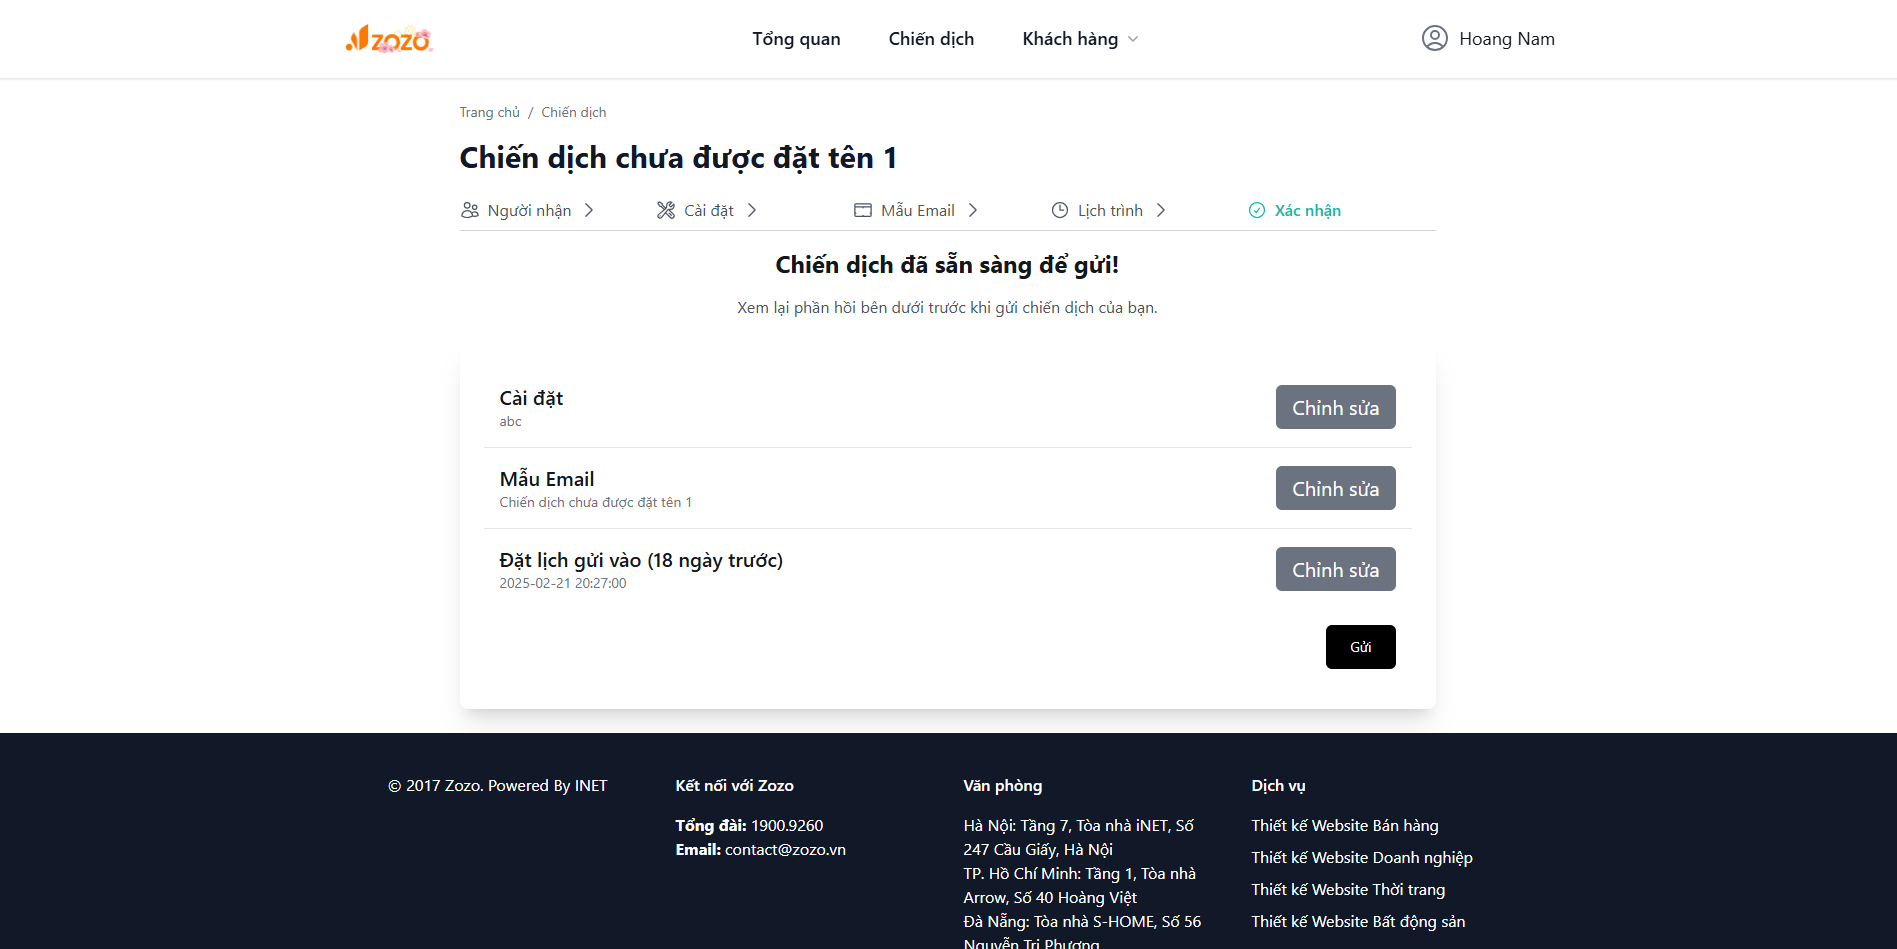 zozo
Tổng quan
Chiến dịch
Khách hàng
Hoang Nam
Trang chủ / Chiến dịch
Chiến dịch chưa được đặt tên 1
Người nhận
Cài đặt
Mẫu Email
Lịch trình
Xác nhận
Chiến dịch đã sẵn sàng để gửi!
Xem lại phần hồi bên dưới trước khi gửi chiến dịch của bạn.
Cài đặt
abc
Chỉnh sửa
Mẫu Email
Chiến dịch chưa được đặt tên 1
Chỉnh sửa
Đặt lịch gửi vào (18 ngày trước)
2025-02-21 20:27:00
Chỉnh sửa
Gửi
© 2017 Zozo. Powered By INET
Kết nối với Zozo
Tổng đài: 1900.9260
Email: contact@zozo.vn
Văn phòng
Hà Nội: Tầng 7, Tòa nhà iNET, Số
247 Cầu Giấy, Hà Nội
TP. Hồ Chí Minh: Tầng 1, Tòa nhà
Arrow, Số 40 Hoàng Việt
Đà Nẵng: Tòa nhà S-HOME, Số 56
Nguyễn Tri Phương
Dịch vụ
Thiết kế Website Bán hàng
Thiết kế Website Doanh nghiệp
Thiết kế Website Thời trang
Thiết kế Website Bất động sản